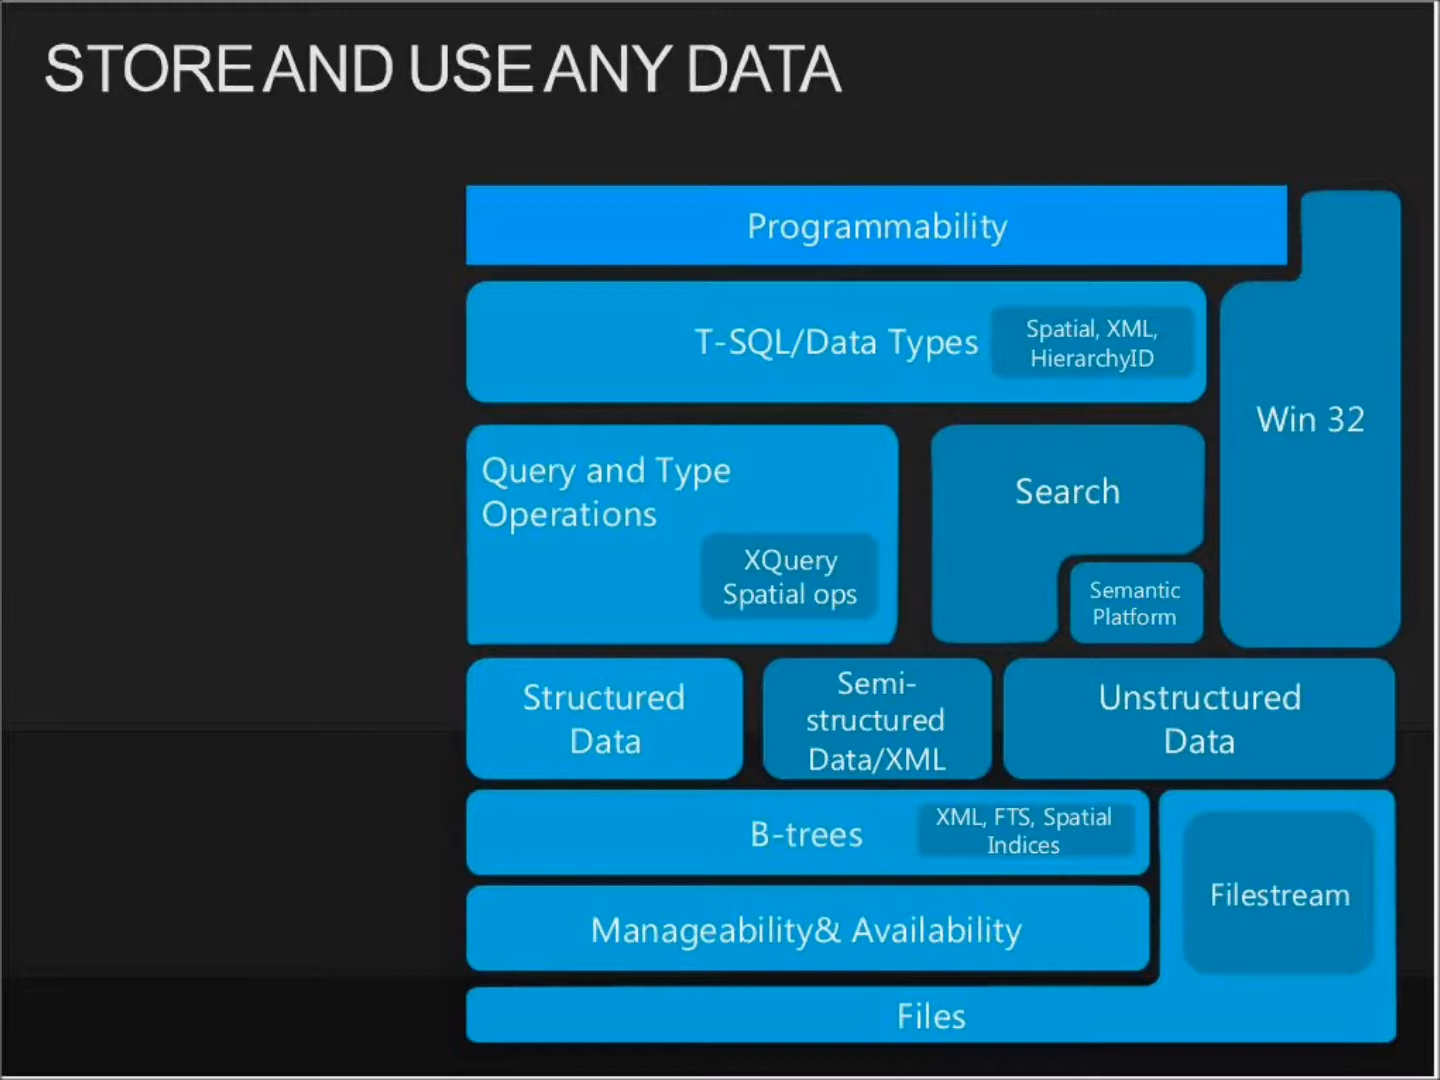 STORE AND USE ANY DATA
Programmability
T-SQL/Data Types
Spatial, XML,
HierarchyID
Win 32
Query and Type
Operations
XQuery
Spatial ops
Search
Semantic
Platform
Structured
Data
Semi-
structured
Data/XML
Unstructured
Data
B-trees
XML, FTS, Spatial
Indices
Filestream
Manageability& Availability
Files